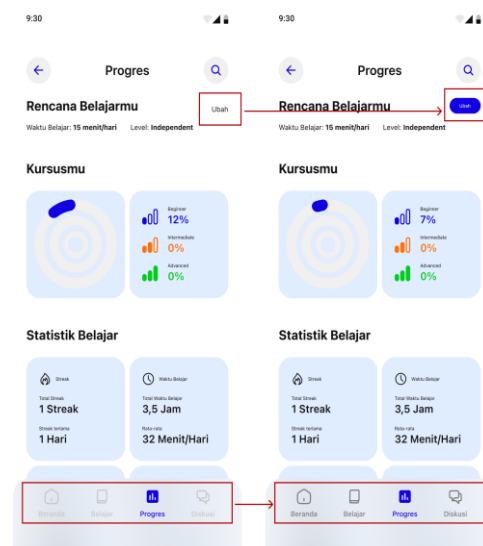 9:30
Progres
Rencana Belajarmu
Ubah
Waktu Belajar: 15 menit/hari Level: Independent
Kursusmu
Beginner
12%
Intermediate
0%
Advanced
0%
Statistik Belajar
Streak
Total Streak
1 Streak
Streak terlama
1 Hari
Waktu Belajar
Total Waktu Belajar
3,5 Jam
Rata-rata
32 Menit/Hari
Beranda Belajar Progres Diskusi
9:30
Progres
Rencana Belajarmu
Ubah
Waktu Belajar: 15 menit/hari Level: Independent
Kursusmu
Beginner
7%
Intermediate
0%
Advanced
0%
Statistik Belajar
Streak
Total Streak
1 Streak
Streak terlama
1 Hari
Waktu Belajar
Total Waktu Belajar
3,5 Jam
Rata-rata
32 Menit/Hari
Beranda Belajar Progres Diskusi